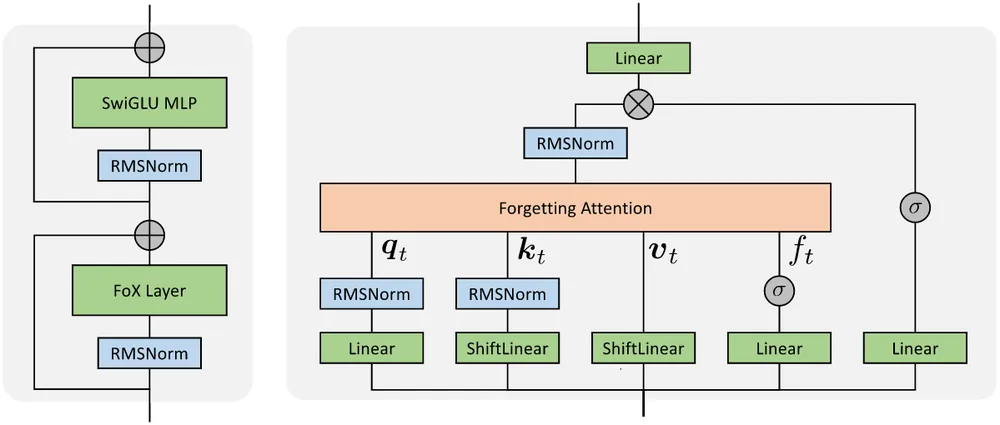 SwiGLU MLP
RMSNorm
FoX Layer
RMSNorm
Linear
RMSNorm
Forgetting Attention
σ
q_t k_t v_t f_t
RMSNorm RMSNorm σ
Linear ShiftLinear ShiftLinear Linear Linear